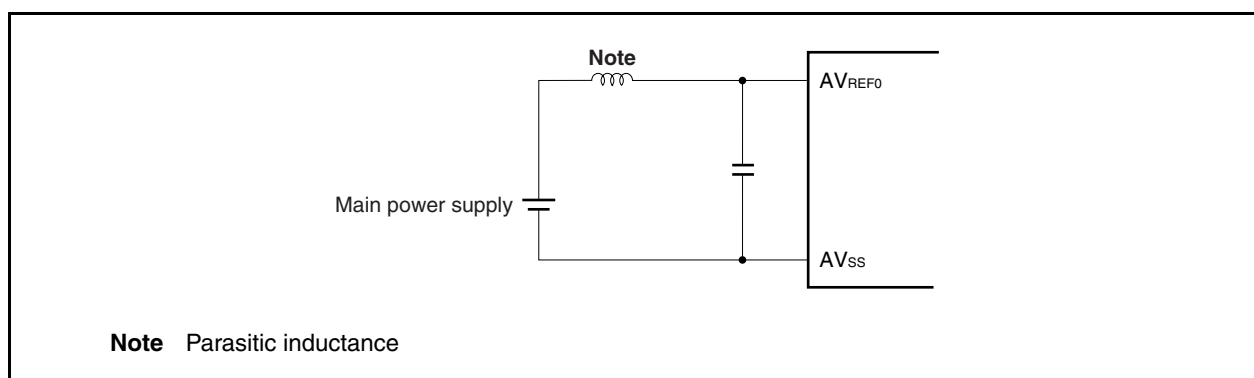 Note
AVREF0
Main power supply
AVSS
Note Parasitic inductance